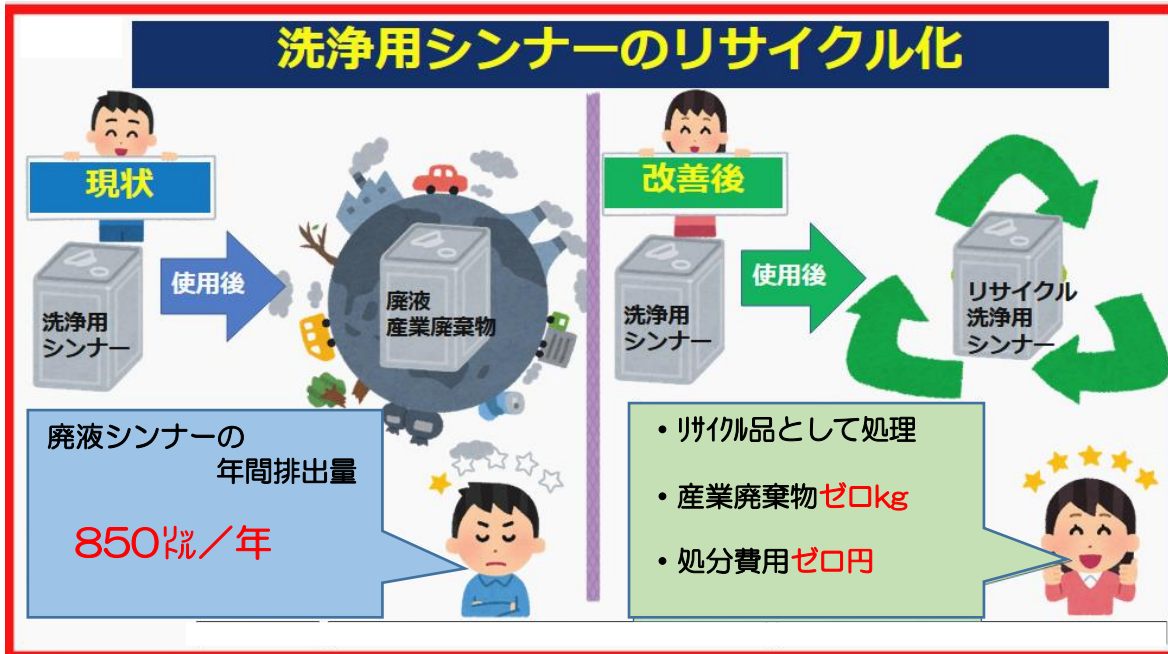 洗浄用シンナーのリサイクル化
現状
洗浄用
シンナー
使用後
廃液
産業廃棄物
廃液シンナーの
年間排出量
850㍑／年
改善後
洗浄用
シンナー
使用後
リサイクル
洗浄用
シンナー
・ﾘｻｲｸﾙ品として処理
・産業廃棄物ゼロkg
・処分費用ゼロ円